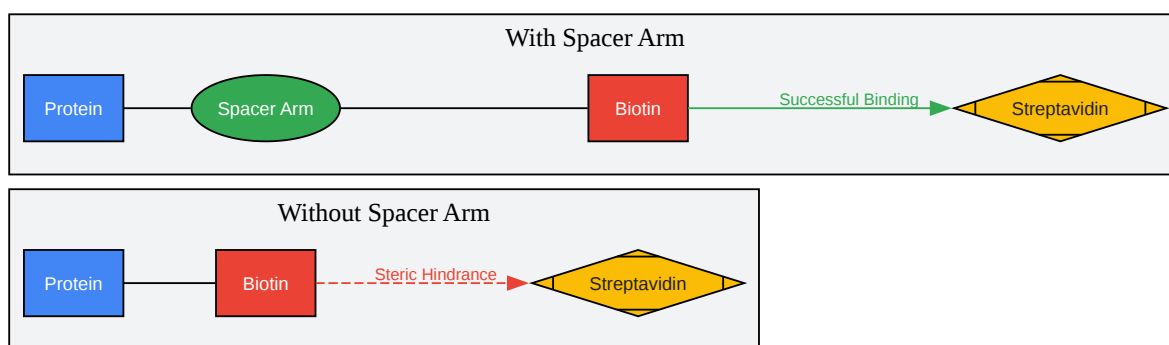 With Spacer Arm
Protein
Spacer Arm
Biotin
Successful Binding
Streptavidin
Without Spacer Arm
Protein
Biotin
Steric Hindrance
Streptavidin